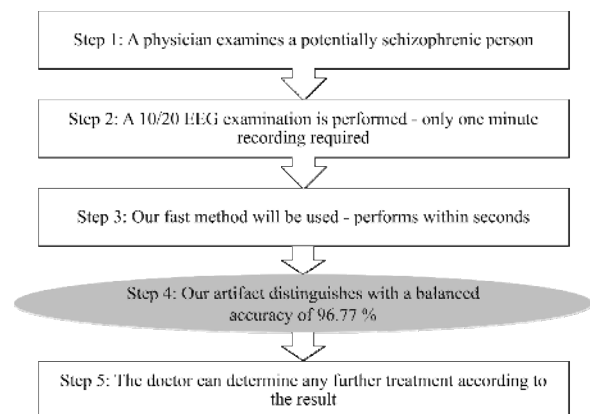 Step 1: A physician examines a potentially schizophrenic person
Step 2: A 10/20 EEG examination is performed - only one minute
recording required
Step 3: Our fast method will be used - performs within seconds
Step 4: Our artifact distinguishes with a balanced
accuracy of 96.77 %
Step 5: The doctor can determine any further treatment according to
the result